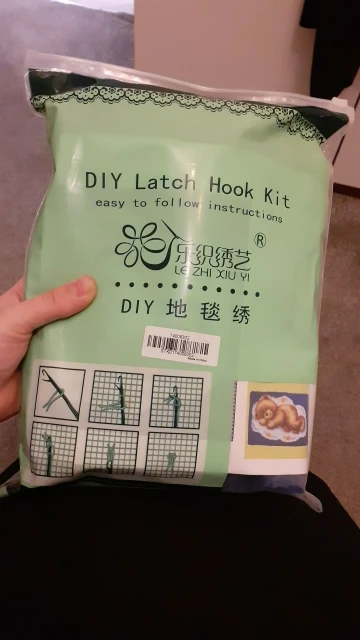 DIY Latch Hook Kit
easy to follow instructions
®
乐织绣艺
LE ZHI XIU YI
DIY 地毯绣